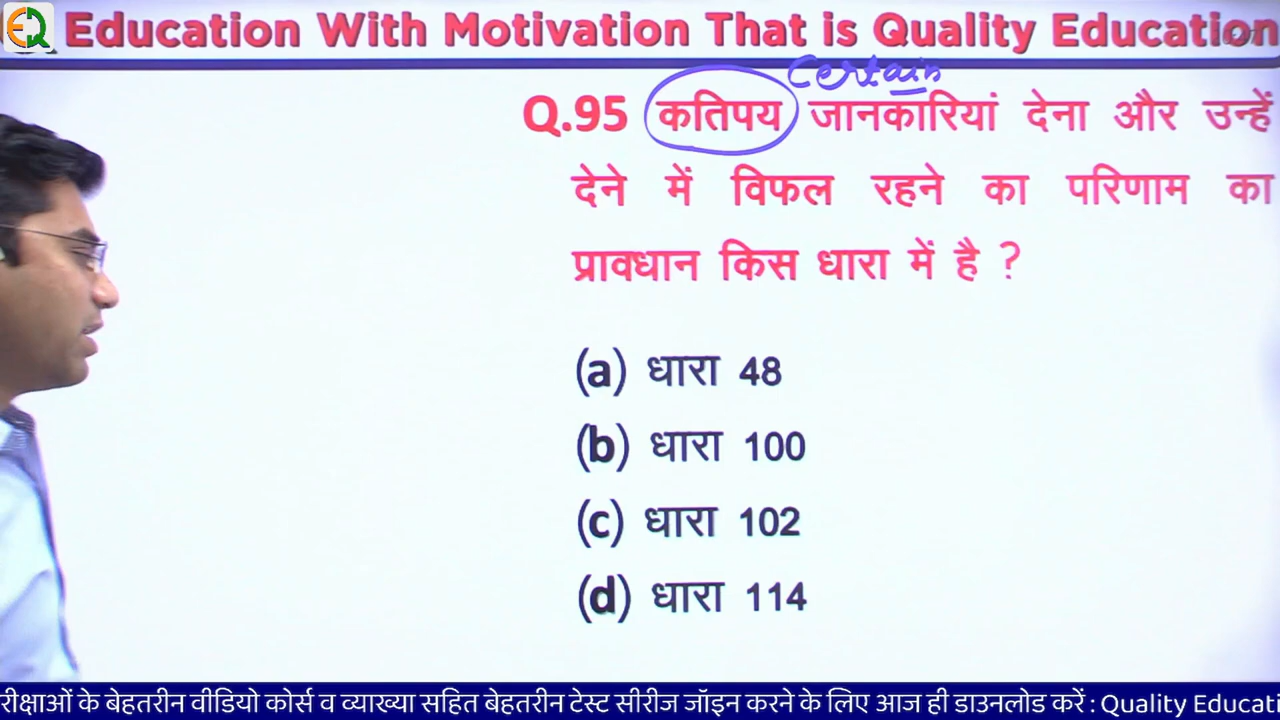 EQ
Education With Motivation That is Quality Education
certain
Q.95 कतिपय जानकारियां देना और उन्हें
देने में विफल रहने का परिणाम का
प्रावधान किस धारा में है ?
(a) धारा 48
(b) धारा 100
(c) धारा 102
(d) धारा 114
रीक्षाओं के बेहतरीन वीडियो कोर्स व व्याख्या सहित बेहतरीन टेस्ट सीरीज जॉइन करने के लिए आज ही डाउनलोड करें : Quality Educati